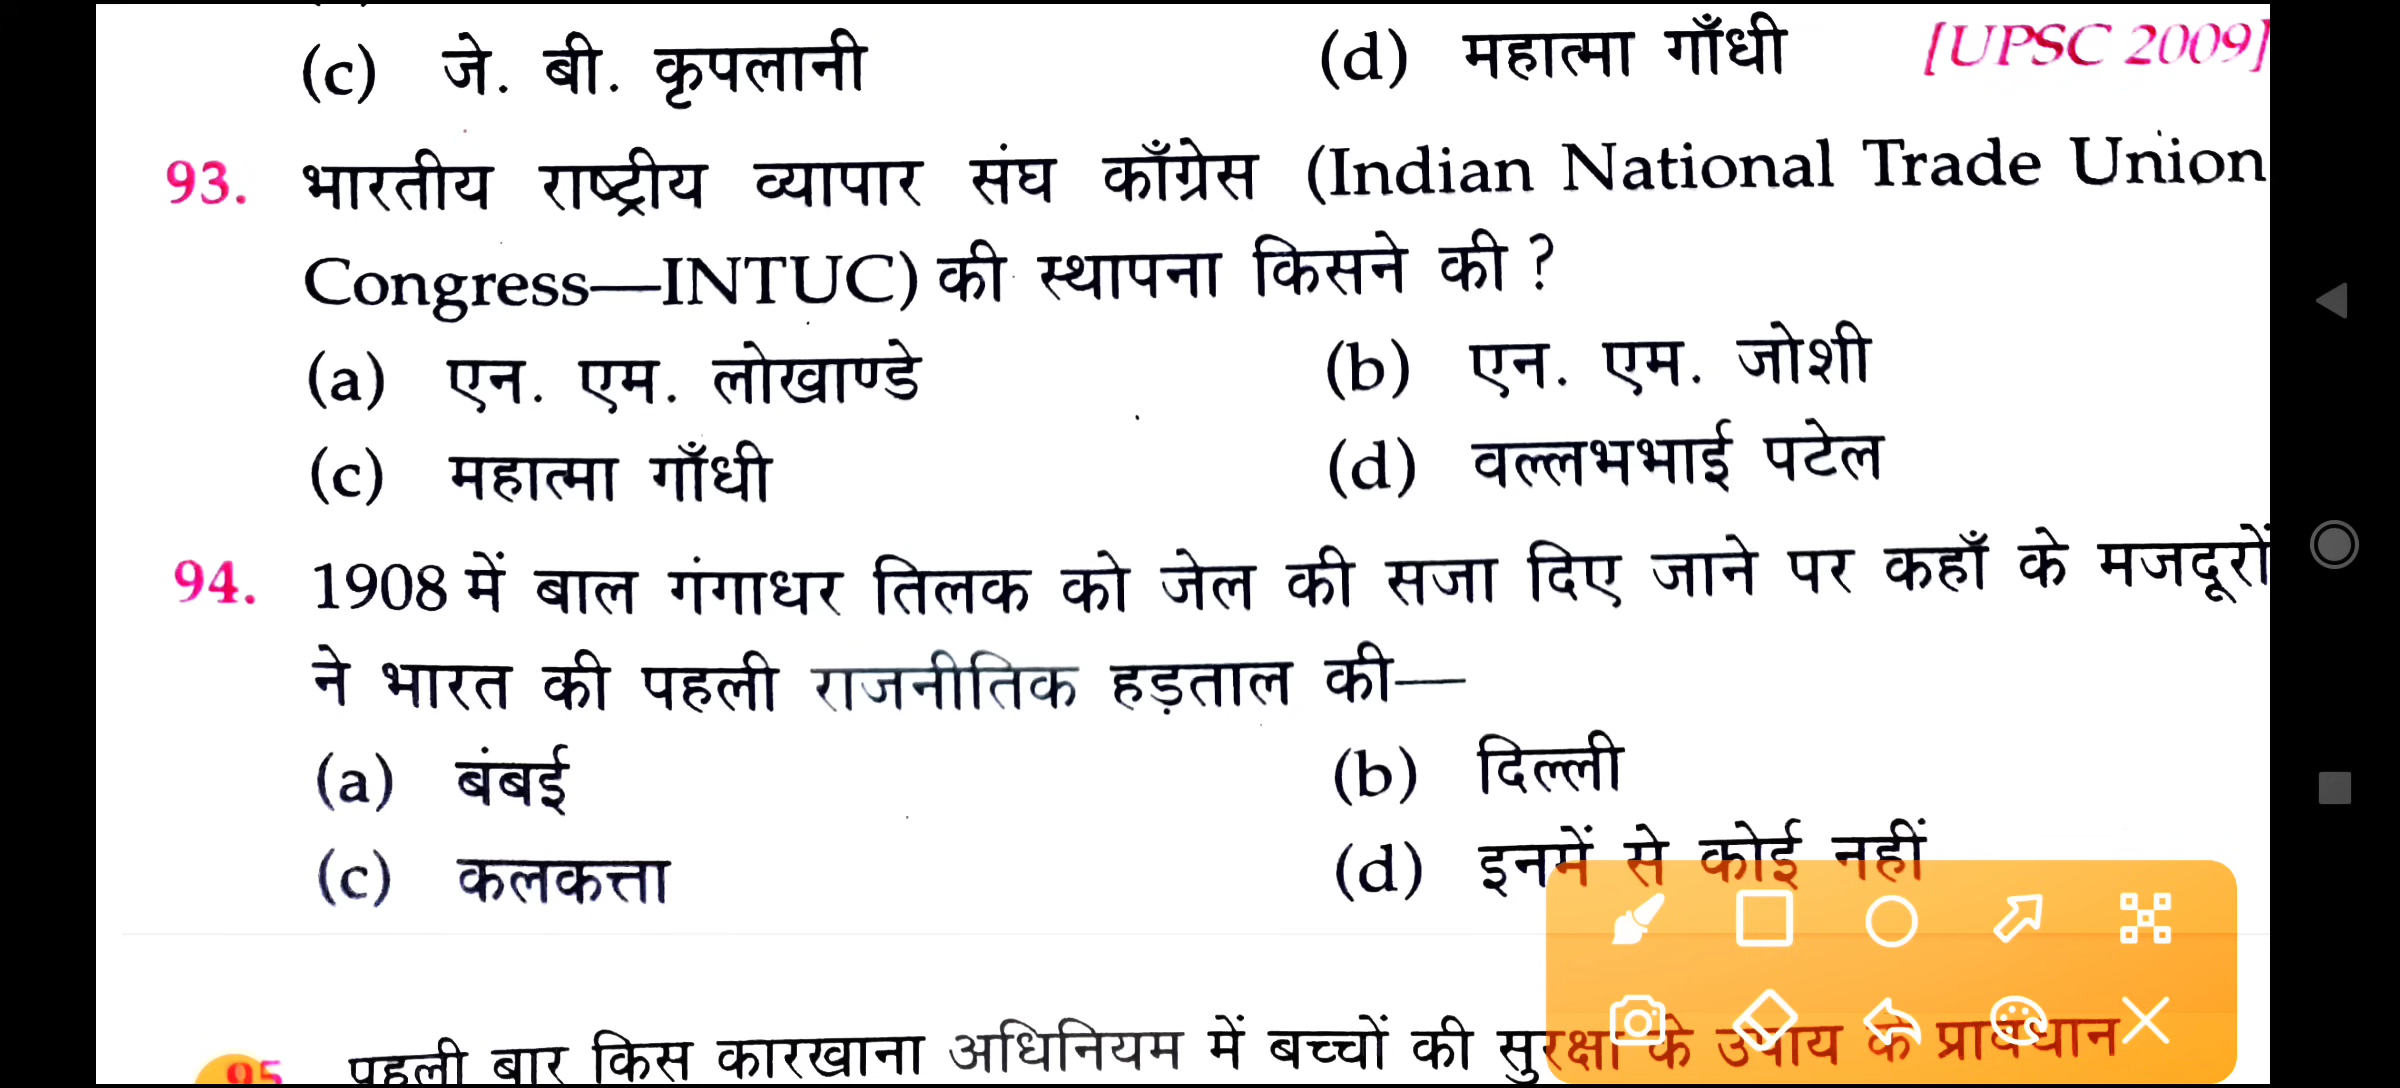 (c) जे. बी. कृपलानी (d) महात्मा गाँधी [UPSC 2009]
93. भारतीय राष्ट्रीय व्यापार संघ काँग्रेस (Indian National Trade Union
Congress—INTUC) की स्थापना किसने की ?
(a) एन. एम. लोखाण्डे (b) एन. एम. जोशी
(c) महात्मा गाँधी (d) वल्लभभाई पटेल
94. 1908 में बाल गंगाधर तिलक को जेल की सजा दिए जाने पर कहाँ के मजदूरों
ने भारत की पहली राजनीतिक हड़ताल की—
(a) बंबई (b) दिल्ली
(c) कलकत्ता (d) इनमें से कोई नहीं
95 पहली बार किस कारखाना अधिनियम में बच्चों की सुरक्षा के उपाय के प्रावधान